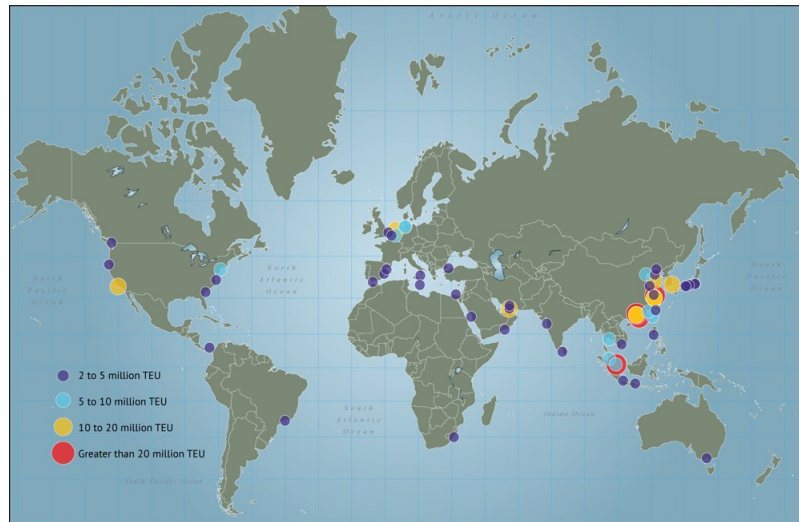 Arctic Ocean
North
Pacific
Ocean
North
Atlantic
Ocean
North
Pacific
Ocean
2 to 5 million TEU
5 to 10 million TEU
10 to 20 million TEU
Greater than 20 million TEU
South
Atlantic
Ocean
Indian Ocean
South Pacific Ocean